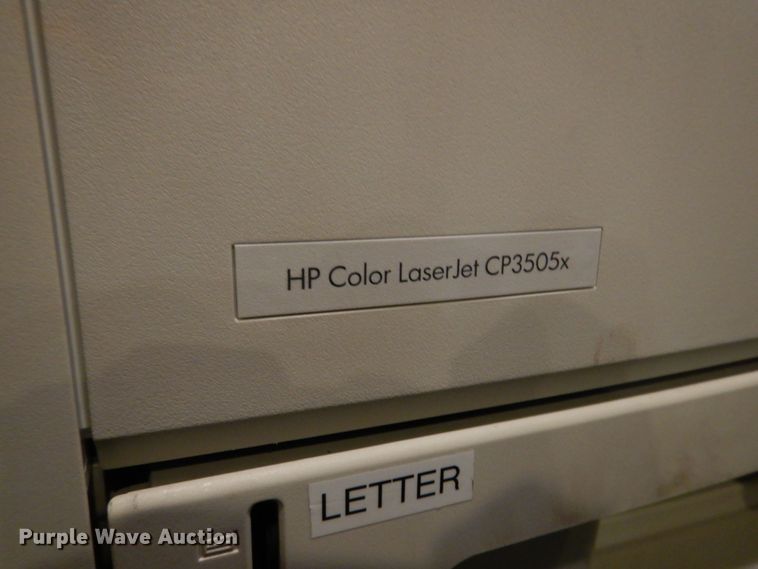 HP Color LaserJet CP3505x
LETTER
Purple Wave Auction